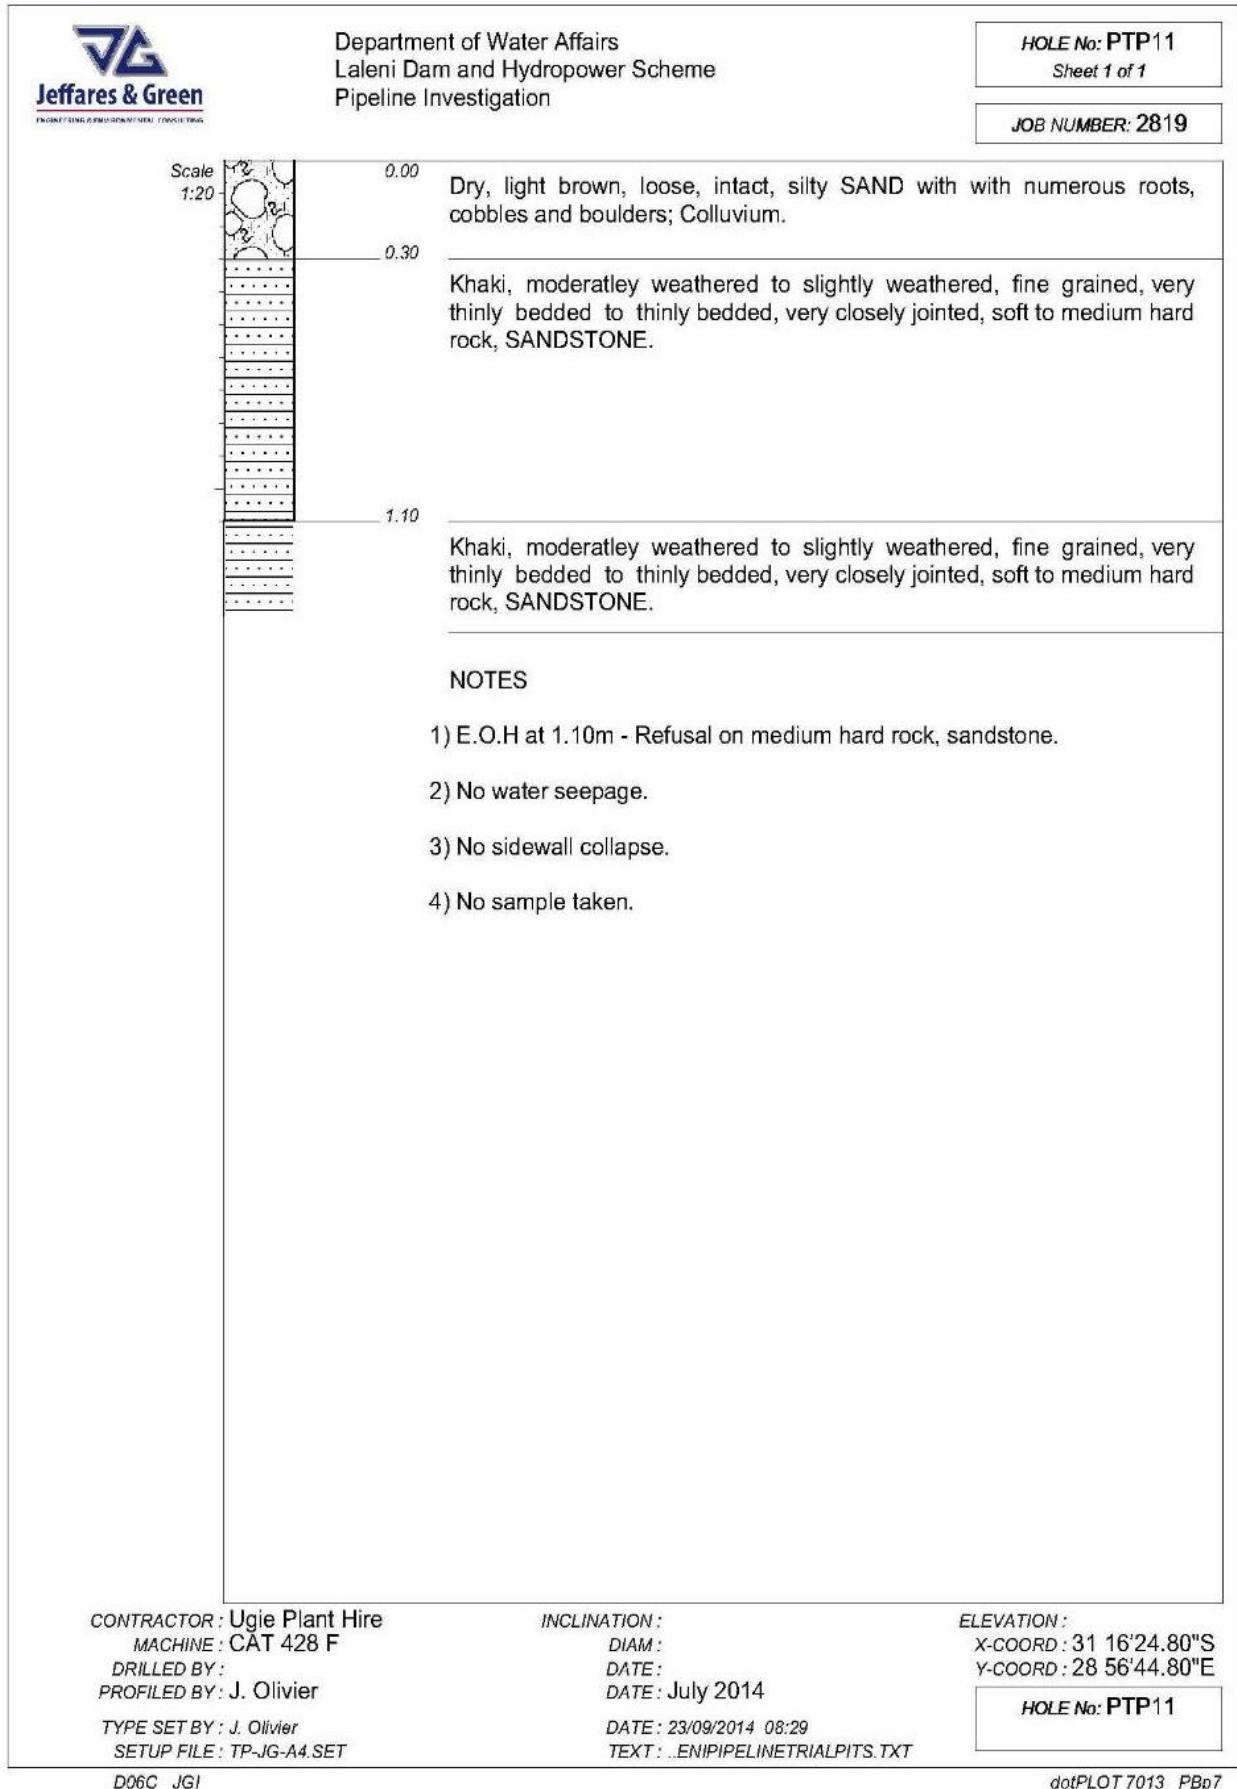 Jeffares & Green
ENGINEERING & ENVIRONMENTAL CONSULTING
Department of Water Affairs
Laleni Dam and Hydropower Scheme
Pipeline Investigation
HOLE No: PTP11
Sheet 1 of 1
JOB NUMBER: 2819
Scale
1:20
0.00
Dry, light brown, loose, intact, silty SAND with with numerous roots,
cobbles and boulders; Colluvium.
0.30
Khaki, moderatley weathered to slightly weathered, fine grained, very
thinly bedded to thinly bedded, very closely jointed, soft to medium hard
rock, SANDSTONE.
1.10
Khaki, moderatley weathered to slightly weathered, fine grained, very
thinly bedded to thinly bedded, very closely jointed, soft to medium hard
rock, SANDSTONE.
NOTES
1) E.O.H at 1.10m - Refusal on medium hard rock, sandstone.
2) No water seepage.
3) No sidewall collapse.
4) No sample taken.
CONTRACTOR : Ugie Plant Hire
MACHINE : CAT 428 F
DRILLED BY :
PROFILED BY : J. Olivier
TYPE SET BY : J. Olivier
SETUP FILE : TP-JG-A4.SET
INCLINATION :
DIAM :
DATE :
DATE : July 2014
DATE : 23/09/2014 08:29
TEXT : ..ENIPIPELINETRIALPITS.TXT
ELEVATION :
X-COORD : 31 16'24.80"S
Y-COORD : 28 56'44.80"E
HOLE No: PTP11
D06C JGI
dotPLOT 7013 PBp7